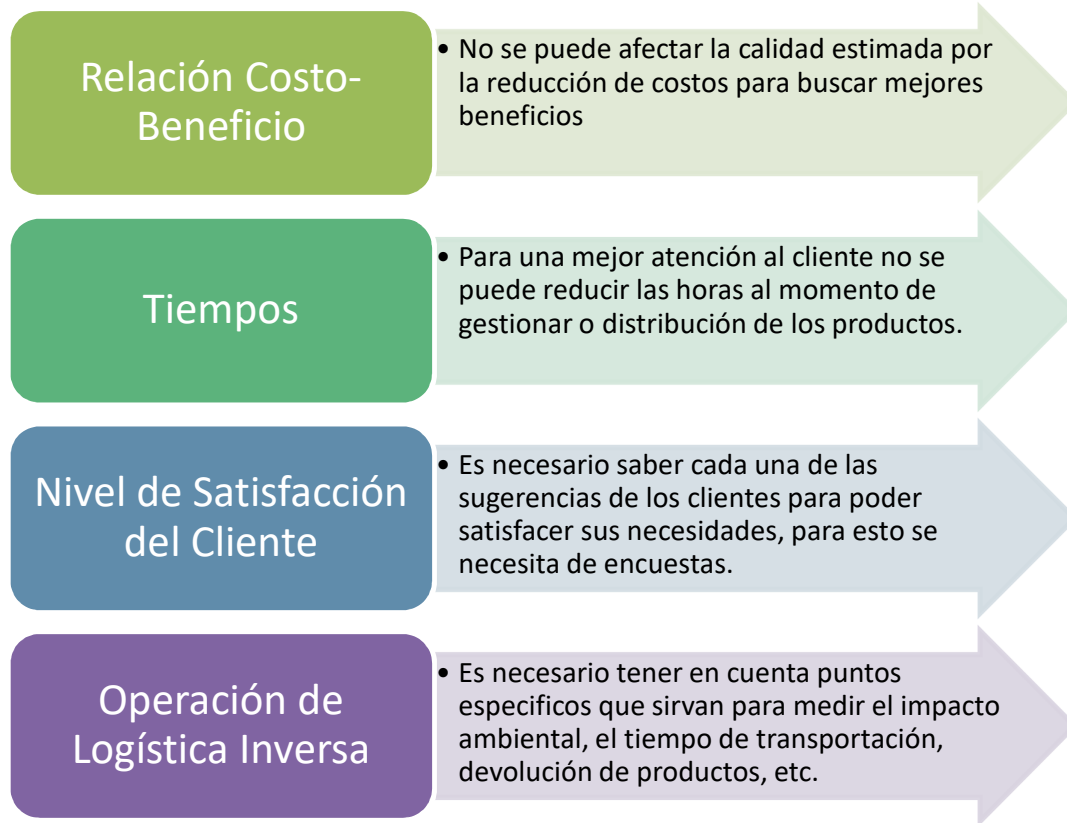 Relación Costo-
Beneficio
• No se puede afectar la calidad estimada por
la reducción de costos para buscar mejores
beneficios
Tiempos
• Para una mejor atención al cliente no se
puede reducir las horas al momento de
gestionar o distribución de los productos.
Nivel de Satisfacción
del Cliente
• Es necesario saber cada una de las
sugerencias de los clientes para poder
satisfacer sus necesidades, para esto se
necesita de encuestas.
Operación de
Logística Inversa
• Es necesario tener en cuenta puntos
especificos que sirvan para medir el impacto
ambiental, el tiempo de transportación,
devolución de productos, etc.